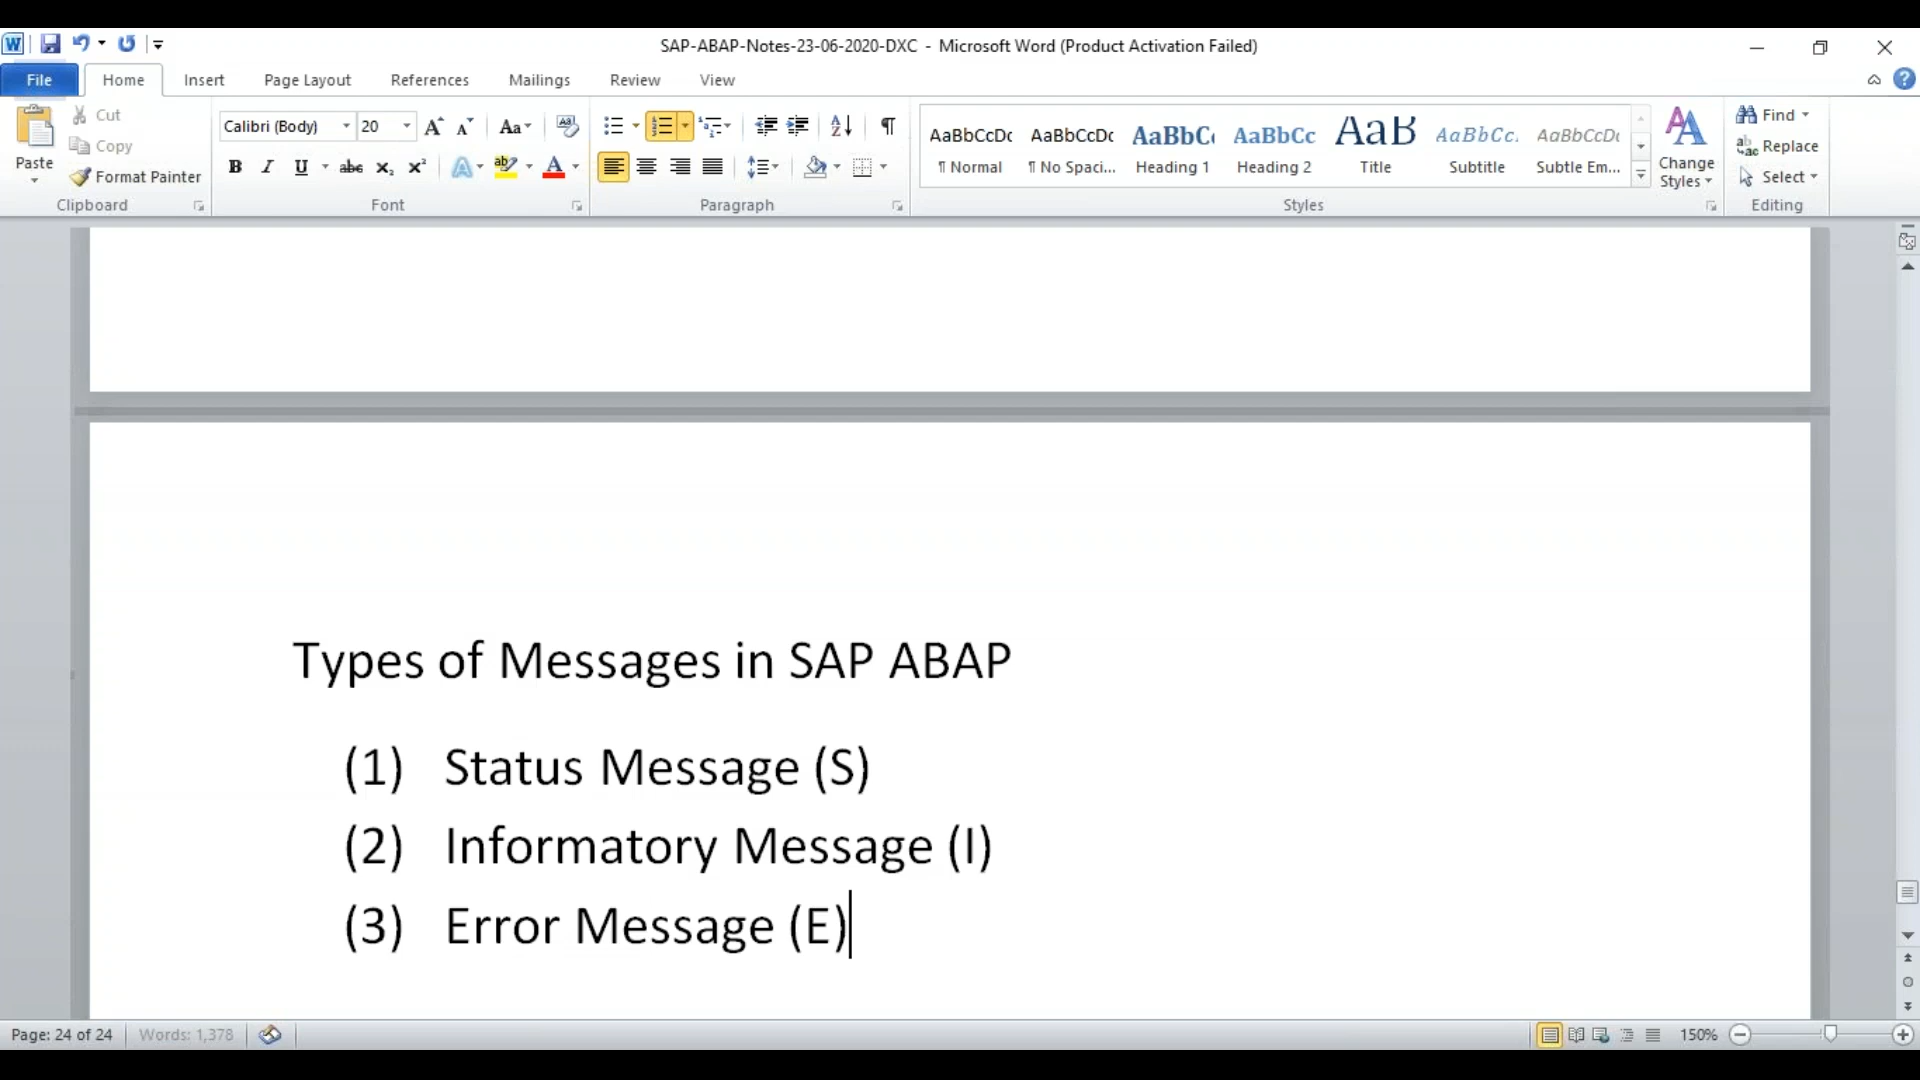 SAP-ABAP-Notes-23-06-2020-DXC - Microsoft Word (Product Activation Failed)
File Home Insert Page Layout References Mailings Review View
Paste
Cut
Copy
Format Painter
Clipboard
Calibri (Body) 20
Font
Paragraph
AaBbCcDc AaBbCcDc AaBbC AaBbCc AaB AaBbCc. AaBbCcDc
¶ Normal ¶ No Spaci... Heading 1 Heading 2 Title Subtitle Subtle Em...
Styles
Change Styles
Find
Replace
Select
Editing
Types of Messages in SAP ABAP
(1) Status Message (S)
(2) Informatory Message (I)
(3) Error Message (E)
Page: 24 of 24 Words: 1,378 150%